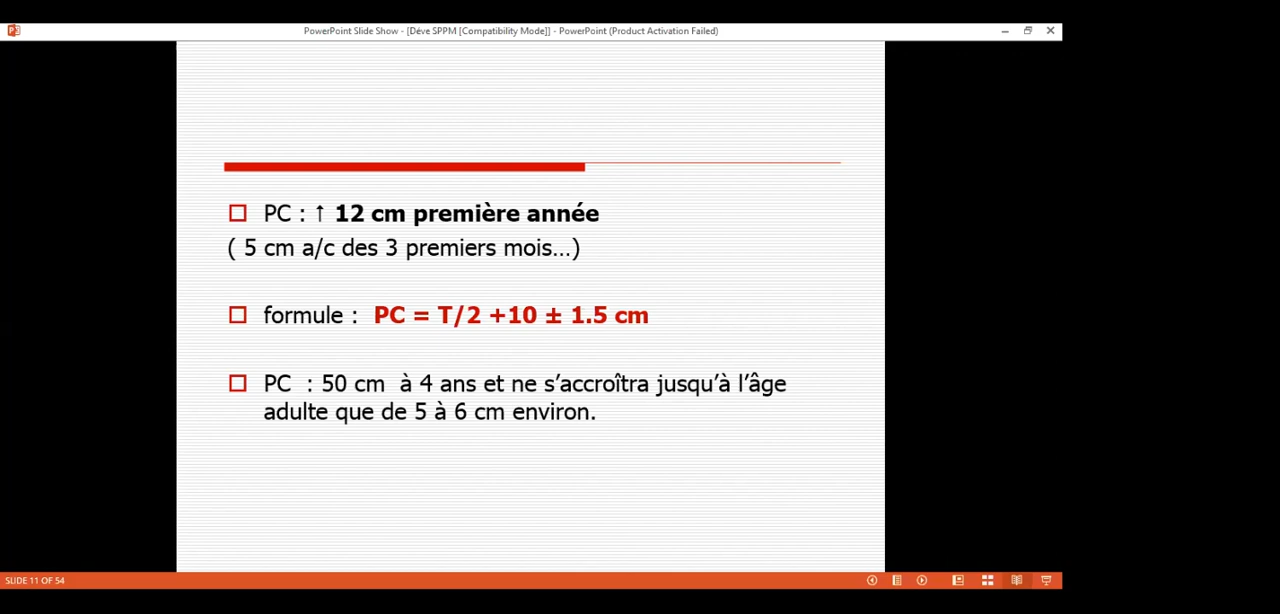 PowerPoint Slide Show - [Déve SPPM [Compatibility Mode]] - PowerPoint (Product Activation Failed)
PC : ↑ 12 cm première année
( 5 cm a/c des 3 premiers mois...)
formule : PC = T/2 +10 ± 1.5 cm
PC : 50 cm à 4 ans et ne s’accroîtra jusqu’à l’âge
adulte que de 5 à 6 cm environ.
SLIDE 11 OF 54